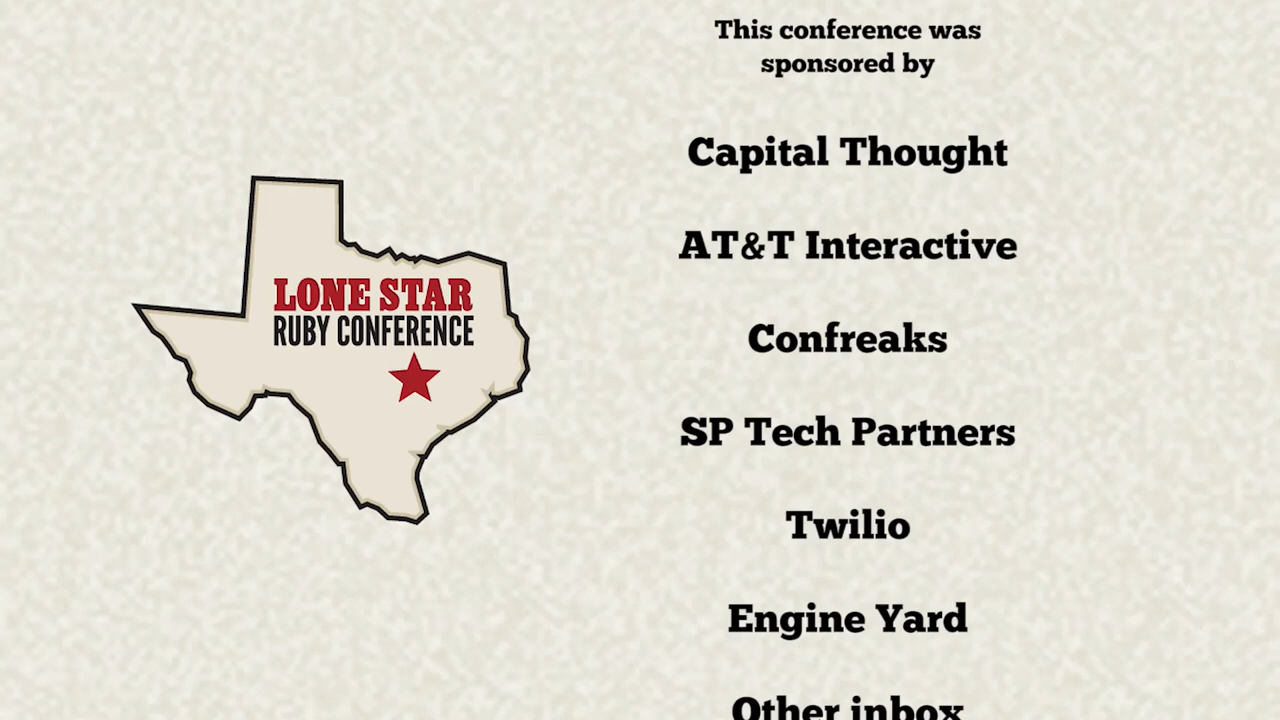 LONE STAR
RUBY CONFERENCE
This conference was
sponsored by
Capital Thought
AT&T Interactive
Confreaks
SP Tech Partners
Twilio
Engine Yard
Other inbox